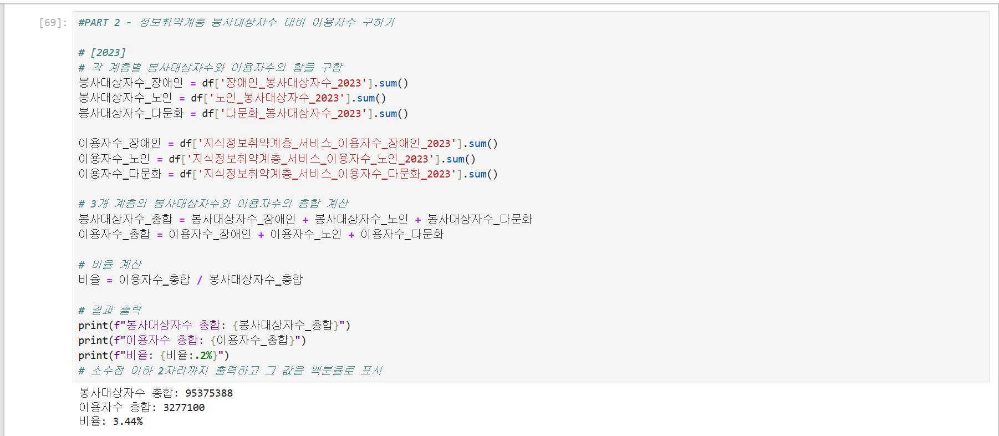 [69]: #PART 2 - 정보취약계층 봉사대상자수 대비 이용자수 구하기
# [2023]
# 각 계층별 봉사대상자수와 이용자수의 합을 구함
봉사대상자수_장애인 = df['장애인_봉사대상자수_2023'].sum()
봉사대상자수_노인 = df['노인_봉사대상자수_2023'].sum()
봉사대상자수_다문화 = df['다문화_봉사대상자수_2023'].sum()
이용자수_장애인 = df['지식정보취약계층_서비스_이용자수_장애인_2023'].sum()
이용자수_노인 = df['지식정보취약계층_서비스_이용자수_노인_2023'].sum()
이용자수_다문화 = df['지식정보취약계층_서비스_이용자수_다문화_2023'].sum()
# 3개 계층의 봉사대상자수와 이용자수의 총합 계산
봉사대상자수_총합 = 봉사대상자수_장애인 + 봉사대상자수_노인 + 봉사대상자수_다문화
이용자수_총합 = 이용자수_장애인 + 이용자수_노인 + 이용자수_다문화
# 비율 계산
비율 = 이용자수_총합 / 봉사대상자수_총합
# 결과 출력
print(f"봉사대상자수 총합: {봉사대상자수_총합}")
print(f"이용자수 총합: {이용자수_총합}")
print(f"비율: {비율:.2%}")
# 소수점 이하 2자리까지 출력하고 그 값을 백분율로 표시
봉사대상자수 총합: 95375388
이용자수 총합: 3277100
비율: 3.44%